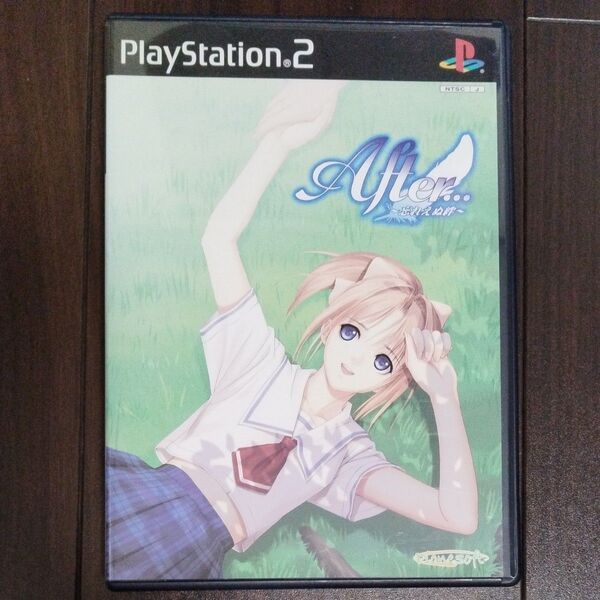 PlayStation®2
NTSC J
After...
～忘れえぬ絆～